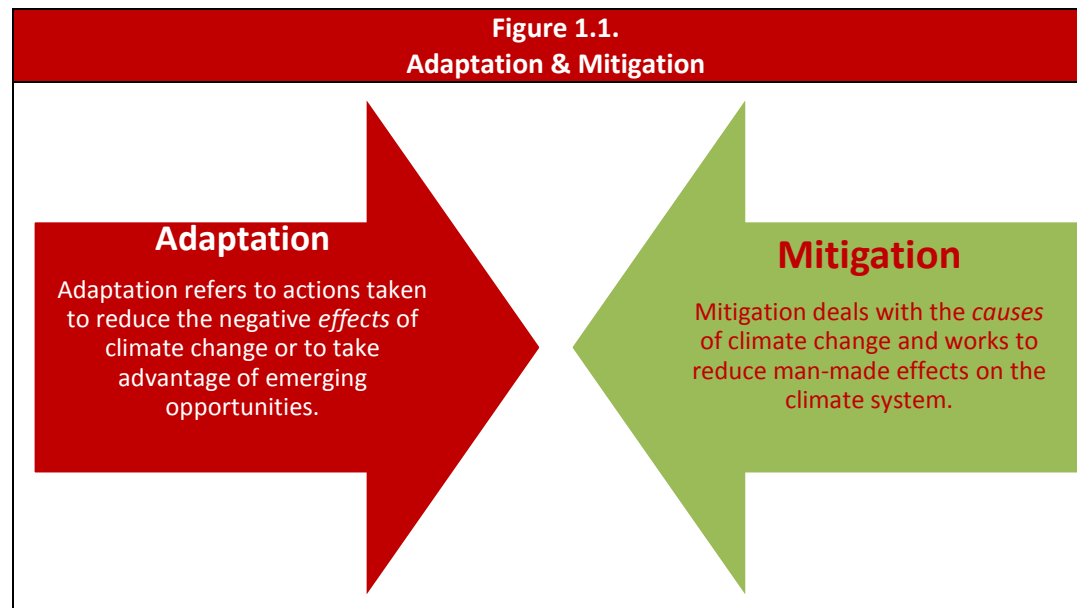 Figure 1.1.
Adaptation & Mitigation
Adaptation
Adaptation refers to actions taken
to reduce the negative effects of
climate change or to take
advantage of emerging
opportunities.
Mitigation
Mitigation deals with the causes
of climate change and works to
reduce man-made effects on the
climate system.